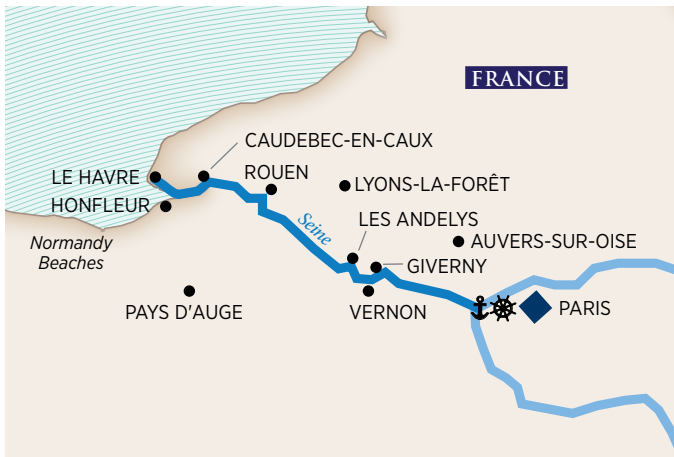 FRANCE
CAUDEBEC-EN-CAUX
LE HAVRE
ROUEN
LYONS-LA-FORÊT
HONFLEUR
Seine
LES ANDELYS
Normandy
Beaches
AUVERS-SUR-OISE
GIVERNY
PAYS D'AUGE
VERNON
PARIS